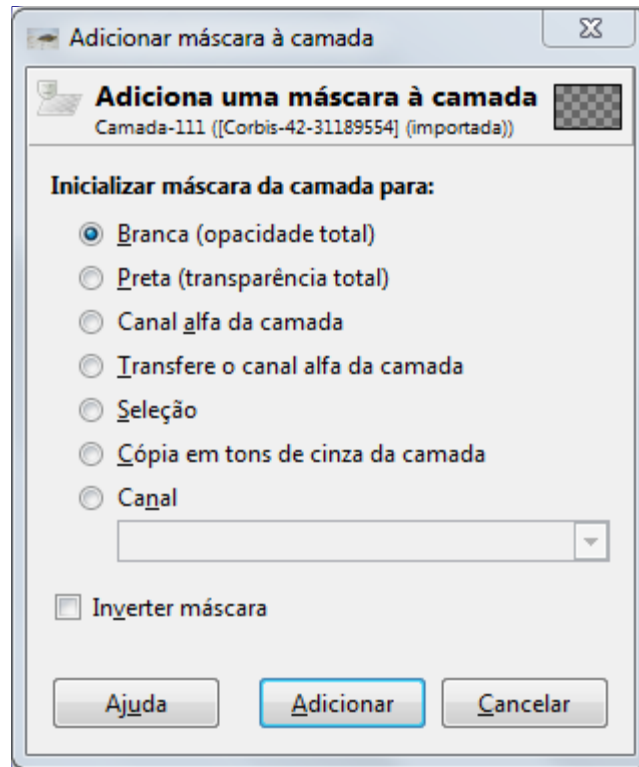 Adicionar máscara à camada
Adiciona uma máscara à camada
Camada-111 ([Corbis-42-31189554] (importada))
Inicializar máscara da camada para:
Branca (opacidade total)
Preta (transparência total)
Canal alfa da camada
Transfere o canal alfa da camada
Seleção
Cópia em tons de cinza da camada
Canal
Inverter máscara
Ajuda Adicionar Cancelar